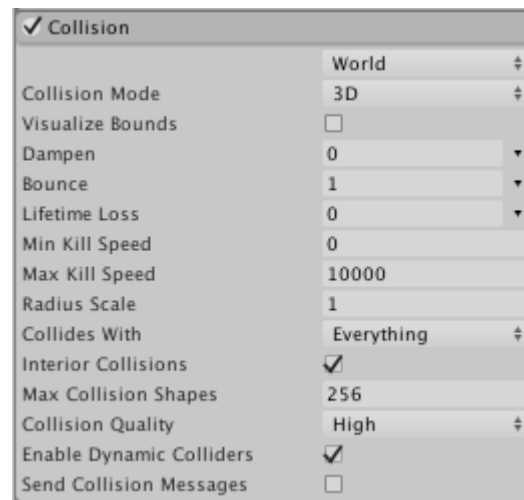 Collision
World
Collision Mode 3D
Visualize Bounds
Dampen 0
Bounce 1
Lifetime Loss 0
Min Kill Speed 0
Max Kill Speed 10000
Radius Scale 1
Collides With Everything
Interior Collisions
Max Collision Shapes 256
Collision Quality High
Enable Dynamic Colliders
Send Collision Messages